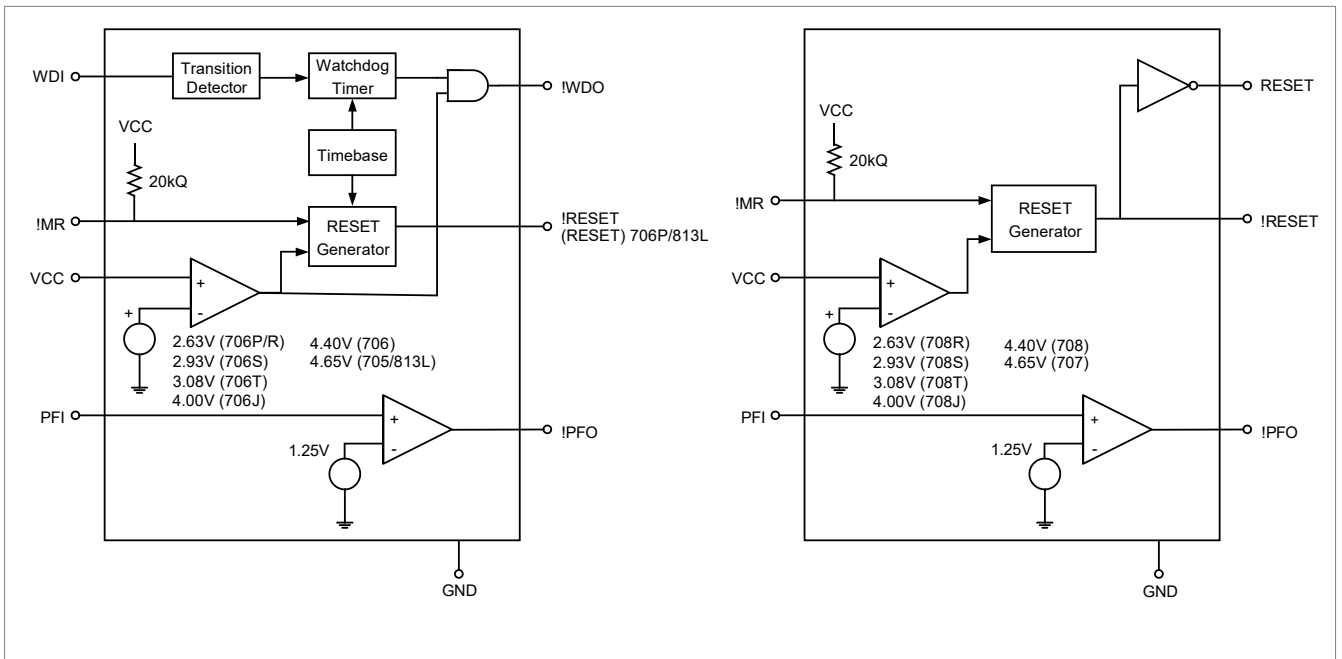 WDI
Transition
Detector
Watchdog
Timer
!WDO
VCC
20kQ
Timebase
!MR
RESET
Generator
!RESET
(RESET) 706P/813L
VCC
+
-
+
2.63V (706P/R)
2.93V (706S)
3.08V (706T)
4.00V (706J)
4.40V (706)
4.65V (705/813L)
PFI
+
-
1.25V
!PFO
GND
RESET
VCC
20kQ
!MR
RESET
Generator
!RESET
VCC
+
-
+
2.63V (708R)
2.93V (708S)
3.08V (708T)
4.00V (708J)
4.40V (708)
4.65V (707)
PFI
+
-
1.25V
!PFO
GND